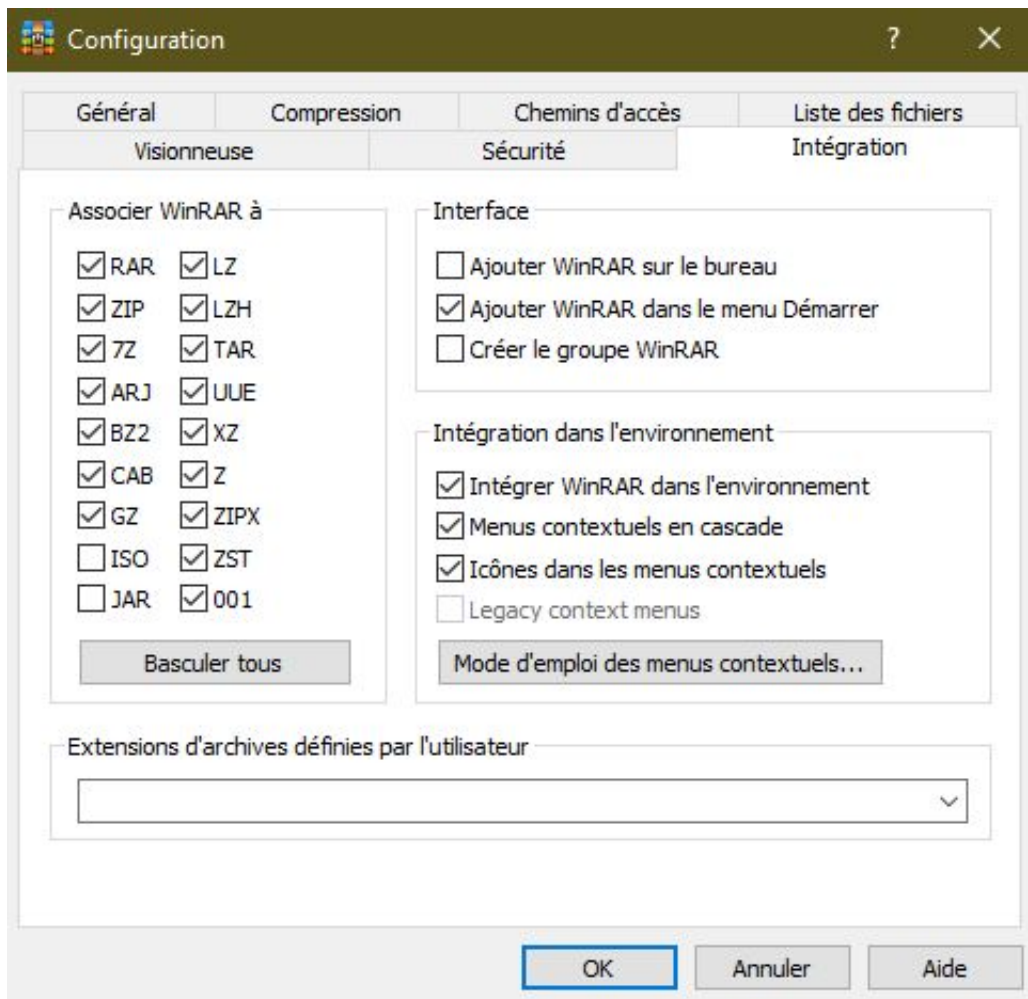 Configuration
?
Général Compression Chemins d'accès Liste des fichiers
Visionneuse Sécurité Intégration
Associer WinRAR à
RAR LZ
ZIP LZH
7Z TAR
ARJ UUE
BZ2 XZ
CAB Z
GZ ZIPX
ISO ZST
JAR 001
Basculer tous
Interface
Ajouter WinRAR sur le bureau
Ajouter WinRAR dans le menu Démarrer
Créer le groupe WinRAR
Intégration dans l'environnement
Intégrer WinRAR dans l'environnement
Menus contextuels en cascade
Icônes dans les menus contextuels
Legacy context menus
Mode d'emploi des menus contextuels...
Extensions d'archives définies par l'utilisateur
OK Annuler Aide